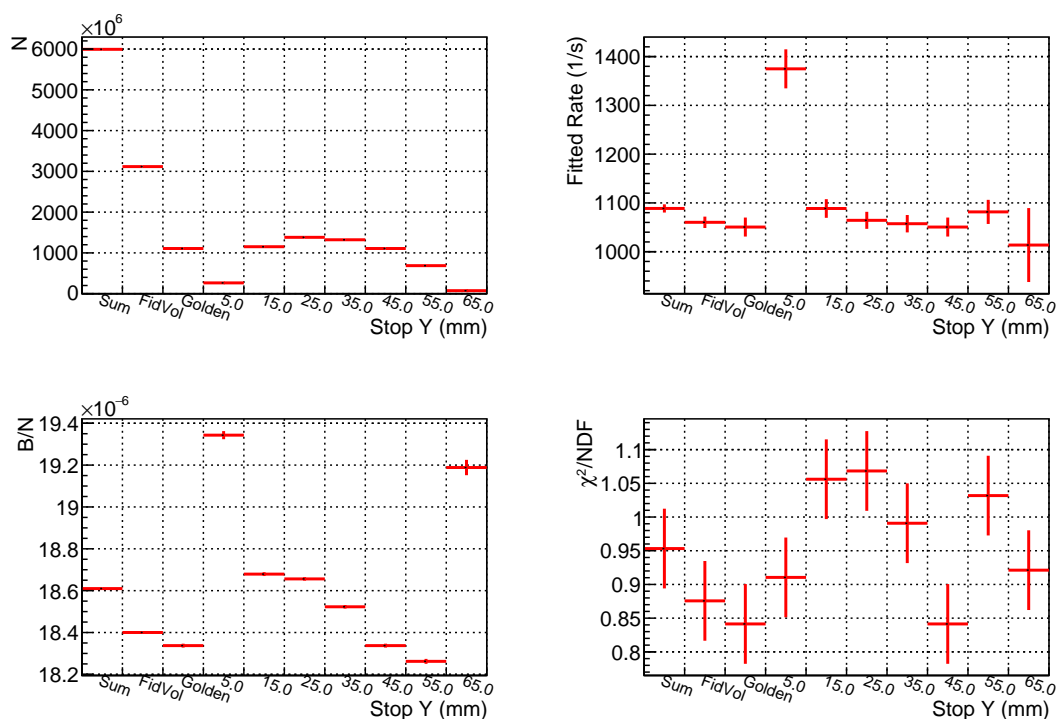 ×10⁶
N
6000
5000
4000
3000
2000
1000
0
Sum FidVol Golden 5.0 15.0 25.0 35.0 45.0 55.0 65.0
Stop Y (mm)
Fitted Rate (1/s)
1400
1300
1200
1100
1000
Sum FidVol Golden 5.0 15.0 25.0 35.0 45.0 55.0 65.0
Stop Y (mm)
×10⁻⁶
B/N
19.4
19.2
19
18.8
18.6
18.4
18.2
Sum FidVol Golden 5.0 15.0 25.0 35.0 45.0 55.0 65.0
Stop Y (mm)
χ²/NDF
1.1
1.05
1
0.95
0.9
0.85
0.8
Sum FidVol Golden 5.0 15.0 25.0 35.0 45.0 55.0 65.0
Stop Y (mm)